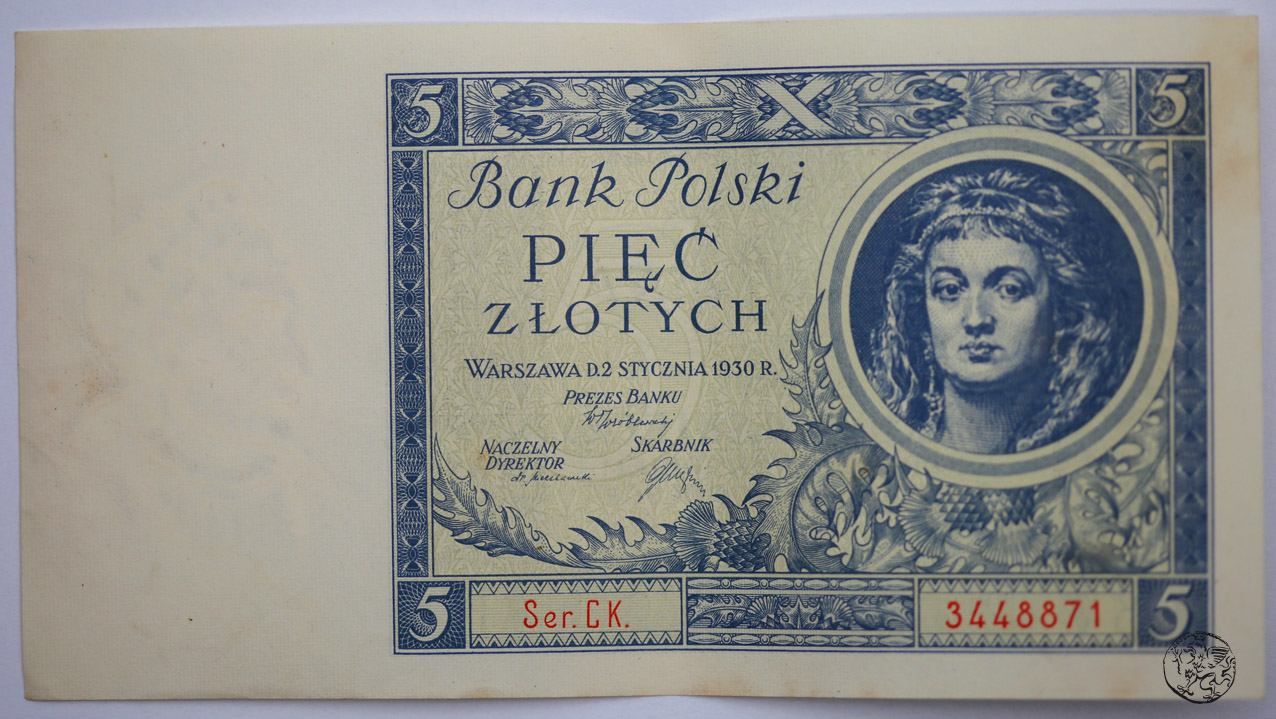 5 5
Bank Polski
PIĘĆ
ZŁOTYCH
WARSZAWA D.2 STYCZNIA 1930 R.
PREZES BANKU
NACZELNY SKARBNIK
DYREKTOR
5 Ser. CK. 3448871 5